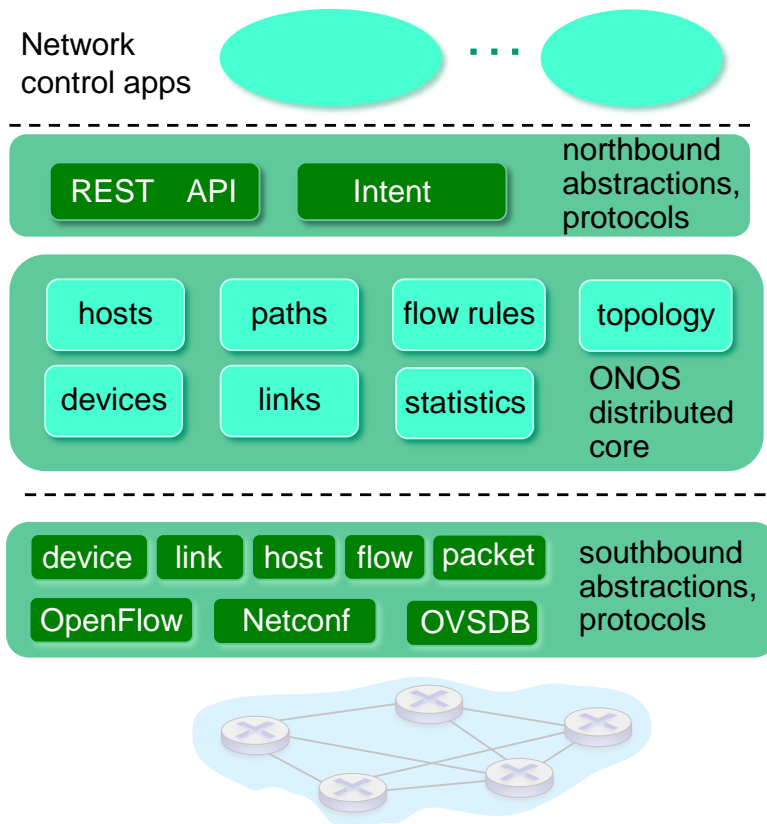 Network
control apps
...
REST API
Intent
northbound
abstractions,
protocols
hosts
paths
flow rules
topology
devices
links
statistics
ONOS
distributed
core
device
link
host
flow
packet
southbound
abstractions,
protocols
OpenFlow
Netconf
OVSDB